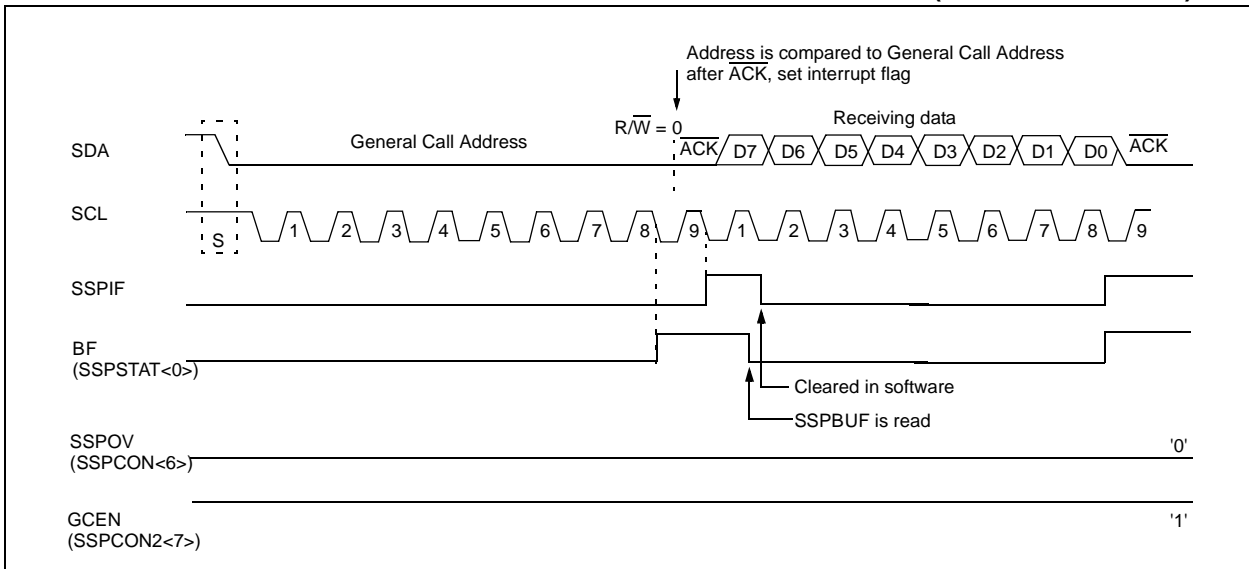 Address is compared to General Call Address
after ACK, set interrupt flag
R/W = 0
Receiving data
SDA
General Call Address
ACK D7 D6 D5 D4 D3 D2 D1 D0 ACK
SCL
S
1 2 3 4 5 6 7 8 9 1 2 3 4 5 6 7 8 9
SSPIF
BF
(SSPSTAT<0>)
Cleared in software
SSPBUF is read
SSPOV
(SSPCON<6>)
'0'
GCEN
(SSPCON2<7>)
'1'